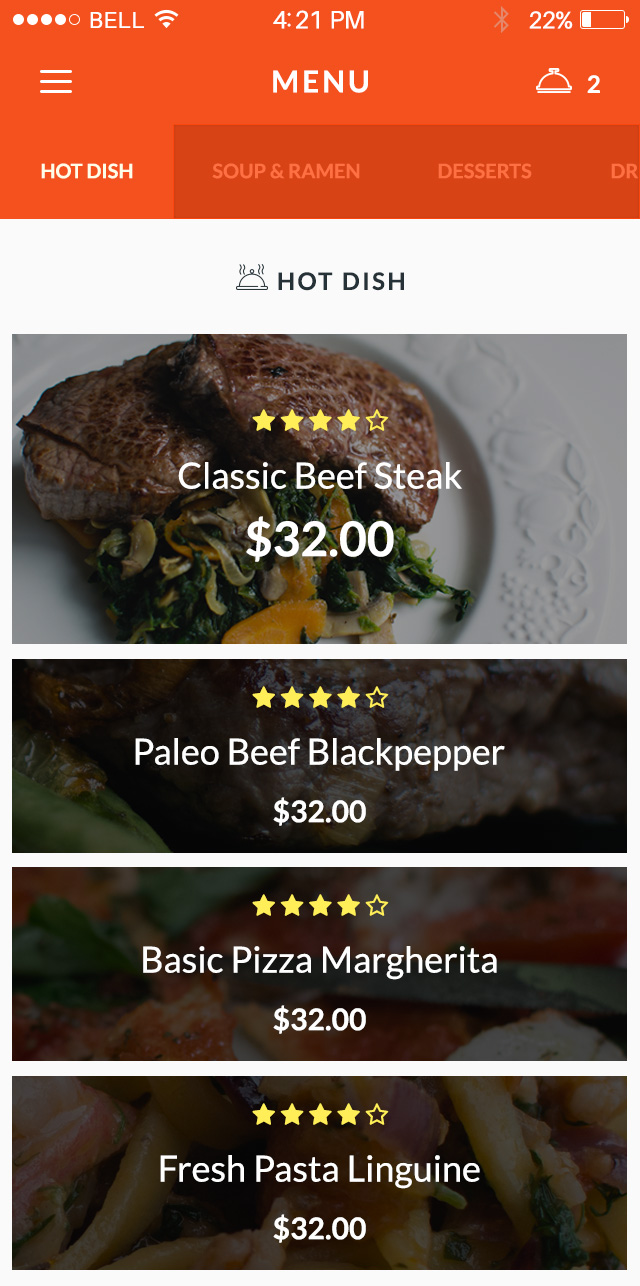 BELL 4:21 PM 22%
MENU 2
HOT DISH SOUP & RAMEN DESSERTS DR
HOT DISH
Classic Beef Steak
$32.00
Paleo Beef Blackpepper
$32.00
Basic Pizza Margherita
$32.00
Fresh Pasta Linguine
$32.00